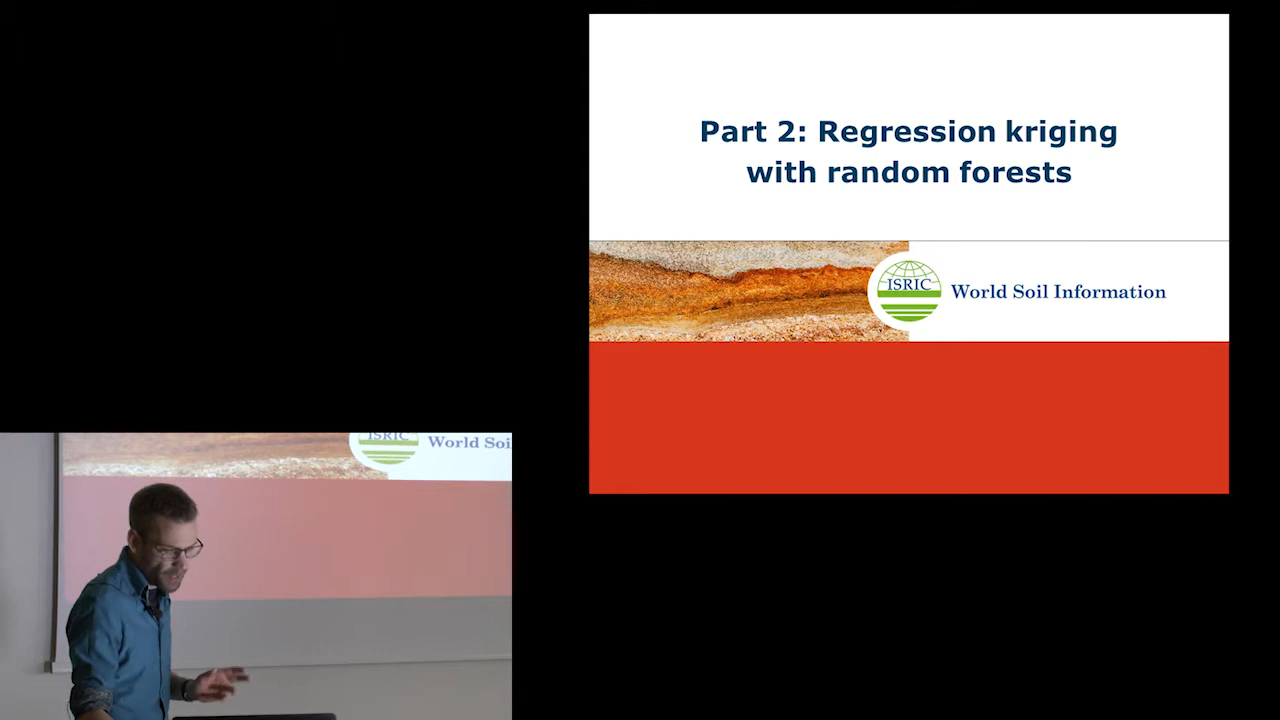 Part 2: Regression kriging
with random forests
ISRIC
World Soil Information
ISRIC
World Soi